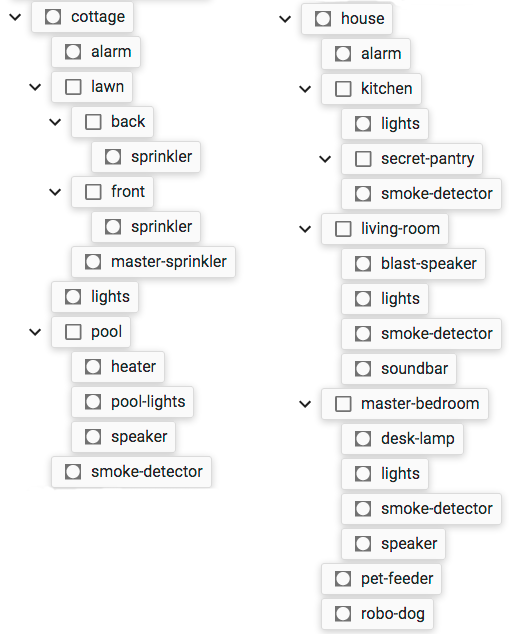 cottage
alarm
lawn
back
sprinkler
front
sprinkler
master-sprinkler
lights
pool
heater
pool-lights
speaker
smoke-detector
house
alarm
kitchen
lights
secret-pantry
smoke-detector
living-room
blast-speaker
lights
smoke-detector
soundbar
master-bedroom
desk-lamp
lights
smoke-detector
speaker
pet-feeder
robo-dog